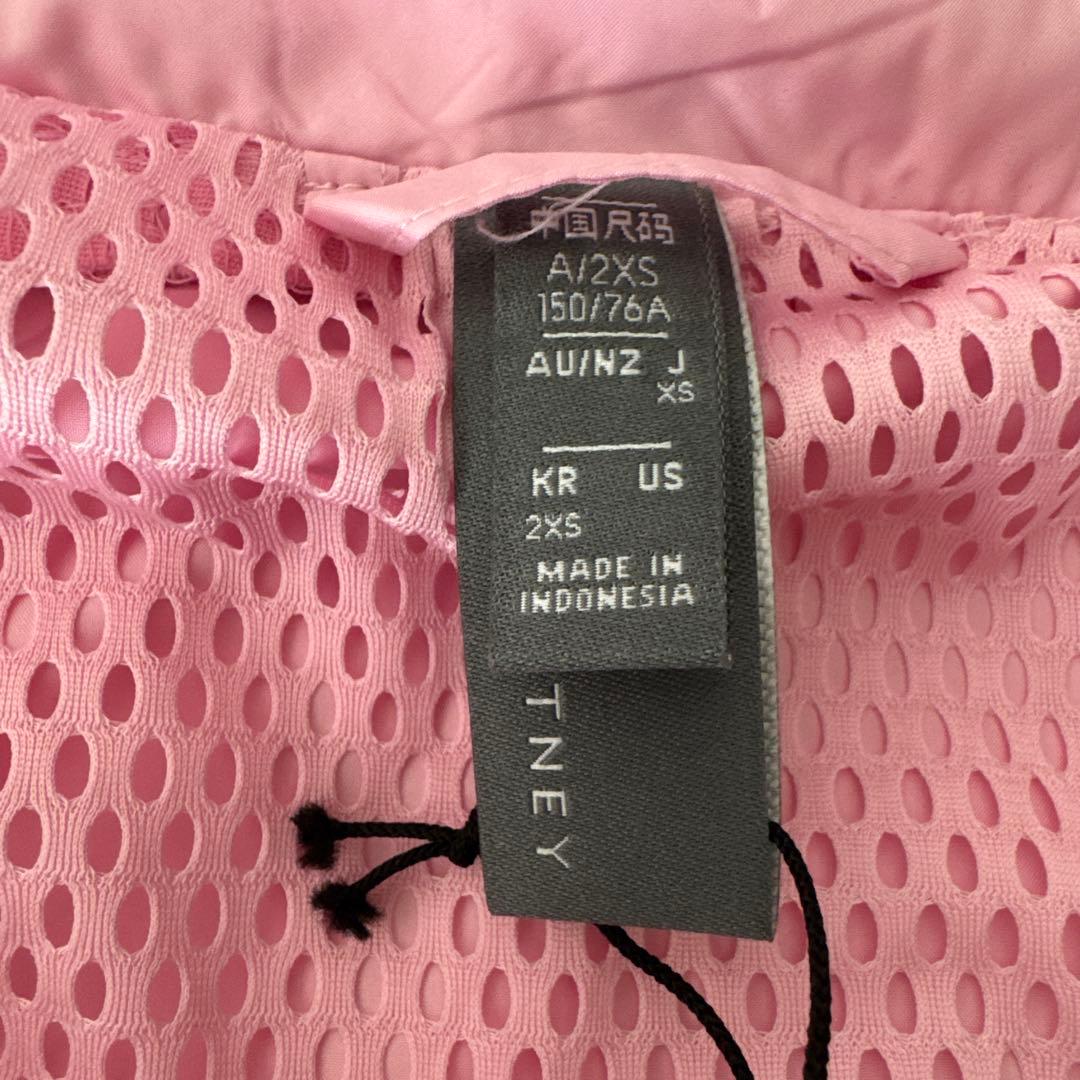 中国尺码
A/2XS
150/76A
AU/NZ J
XS
KR US
2XS
MADE IN
INDONESIA
TNEY